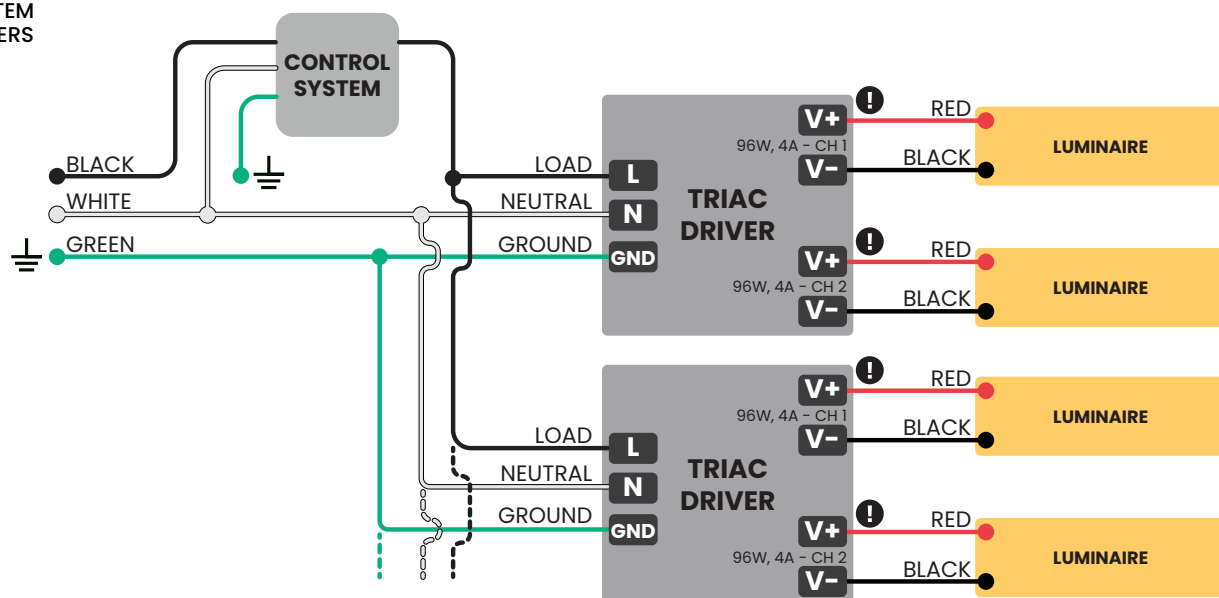 TEM
ERS
CONTROL
SYSTEM
BLACK
WHITE
GREEN
LOAD
NEUTRAL
GROUND
L
N
GND
TRIAC
DRIVER
V+
96W, 4A - CH 1
V-
V+
96W, 4A - CH 2
V-
!
RED
BLACK
LUMINAIRE
!
RED
BLACK
LUMINAIRE
LOAD
NEUTRAL
GROUND
L
N
GND
TRIAC
DRIVER
V+
96W, 4A - CH 1
V-
V+
96W, 4A - CH 2
V-
!
RED
BLACK
LUMINAIRE
!
RED
BLACK
LUMINAIRE